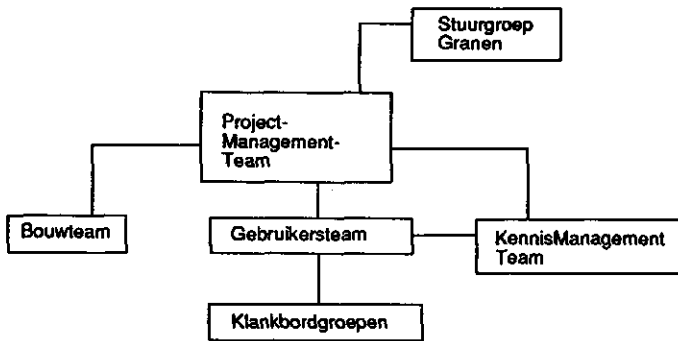 Stuurgroep
Granen
Project-
Management-
Team
Bouwteam
Gebruikersteam
KennisManagement
Team
Klankbordgroepen